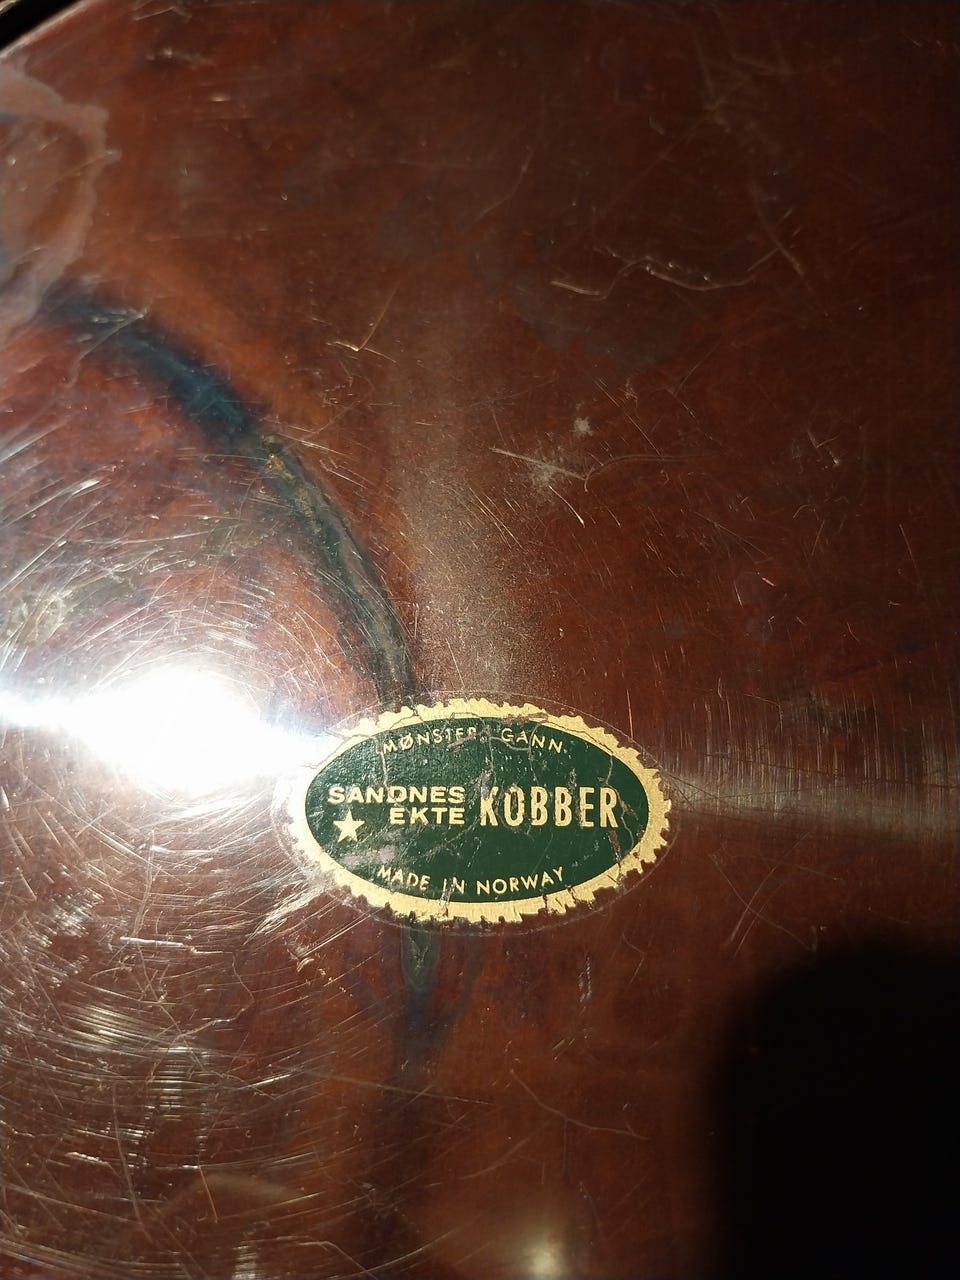 MØNSTER GANN
SANDNES
EKTE KOBBER
MADE IN NORWAY